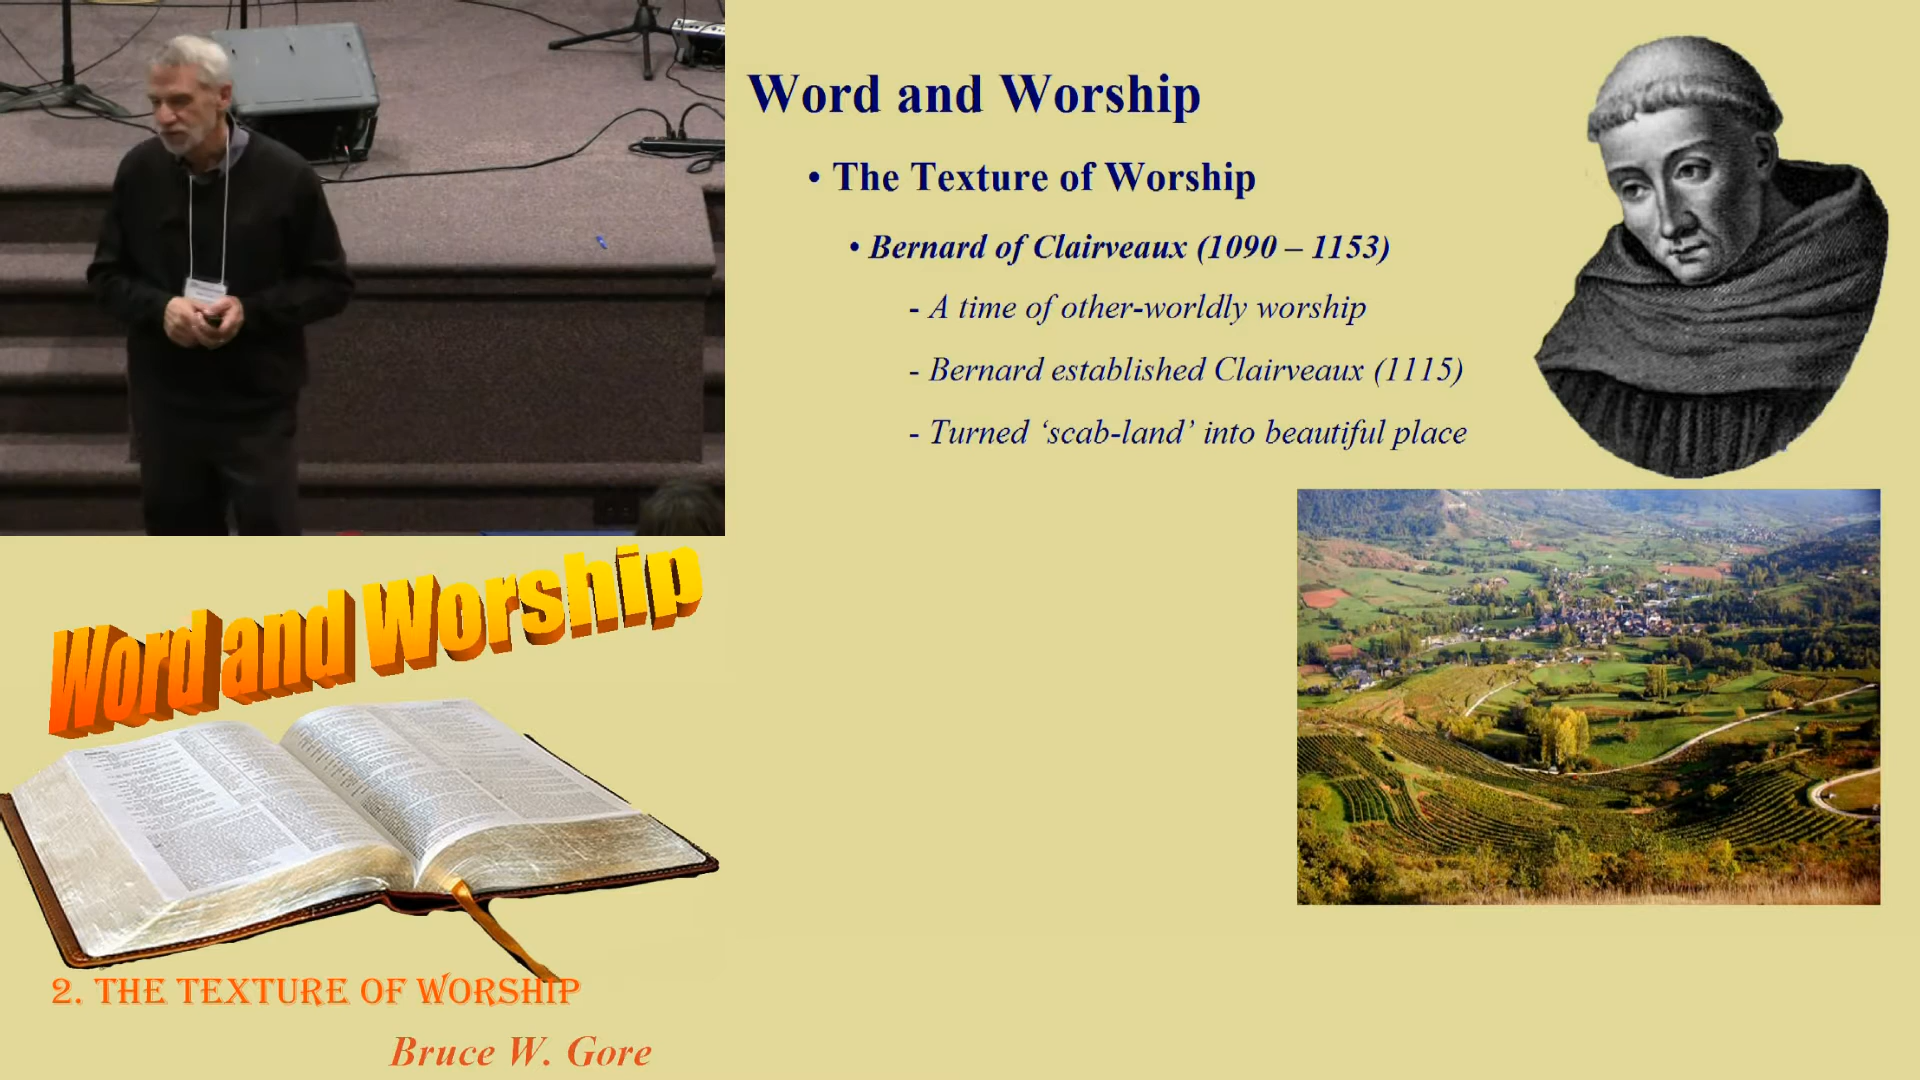 Word and Worship
• The Texture of Worship
• Bernard of Clairveaux (1090 – 1153)
- A time of other-worldly worship
- Bernard established Clairveaux (1115)
- Turned ‘scab-land’ into beautiful place
Word and Worship
2. THE TEXTURE OF WORSHIP
Bruce W. Gore